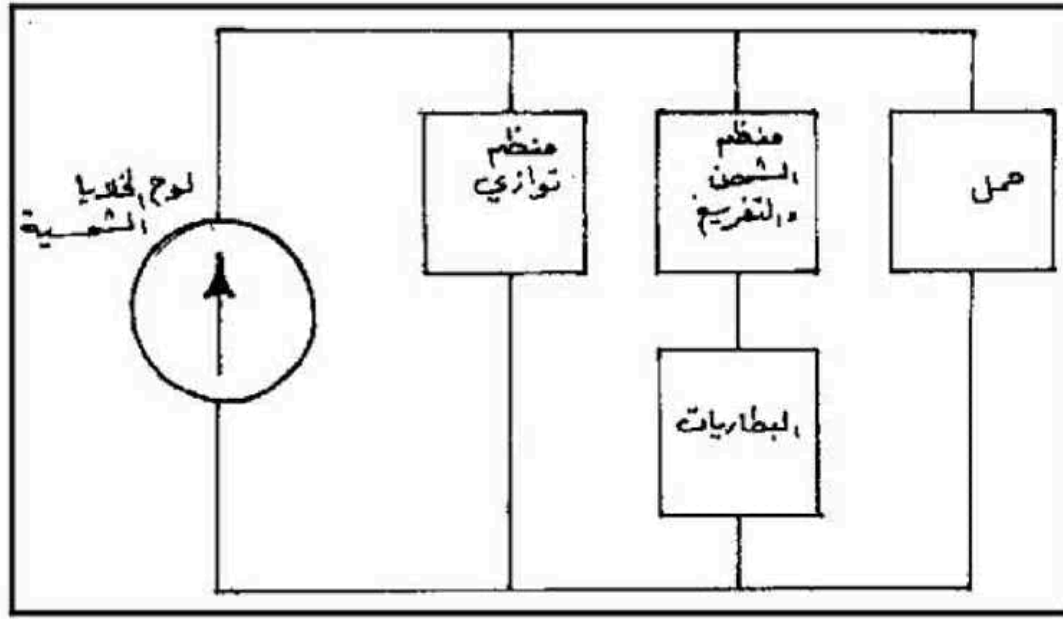 لوح الخلايا
الشمسية
منظم
توازي
منظم
الشحن
والتفريغ
حمل
البطاريات